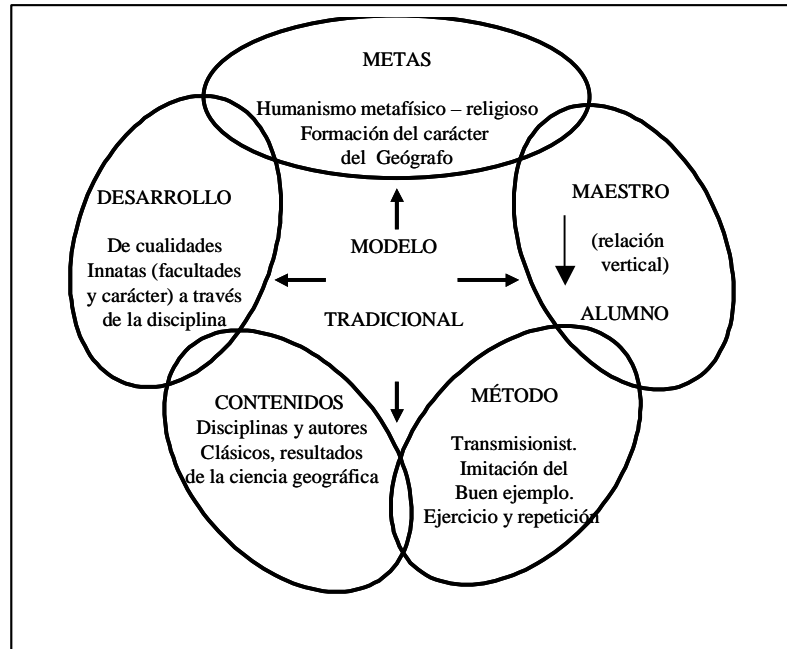 METAS
Humanismo metafísico – religioso
Formación del carácter
del Geógrafo
DESARROLLO
De cualidades
Innatas (facultades
y carácter) a través
de la disciplina
MODELO
TRADICIONAL
MAESTRO
(relación
vertical)
ALUMNO
CONTENIDOS
Disciplinas y autores
Clásicos, resultados
de la ciencia geográfica
MÉTODO
Transmisionist.
Imitación del
Buen ejemplo.
Ejercicio y repetición